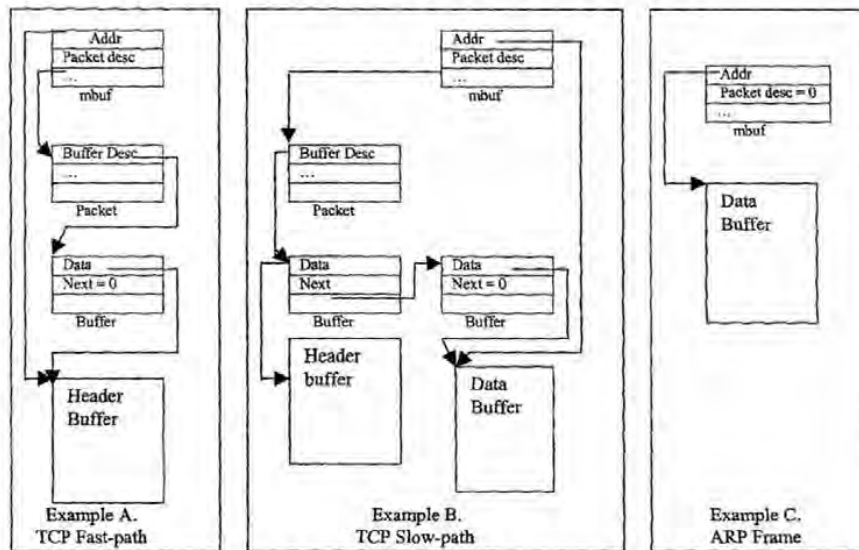 Addr
Packet desc
...
mbuf
Buffer Desc
...
Packet
Data
Next = 0
Buffer
Header
Buffer
Example A.
TCP Fast-path
Addr
Packet desc
...
mbuf
Buffer Desc
...
Packet
Data
Next
Buffer
Data
Next = 0
Buffer
Header
buffer
Data
Buffer
Example B.
TCP Slow-path
Addr
Packet desc = 0
...
mbuf
Data
Buffer
Example C.
ARP Frame